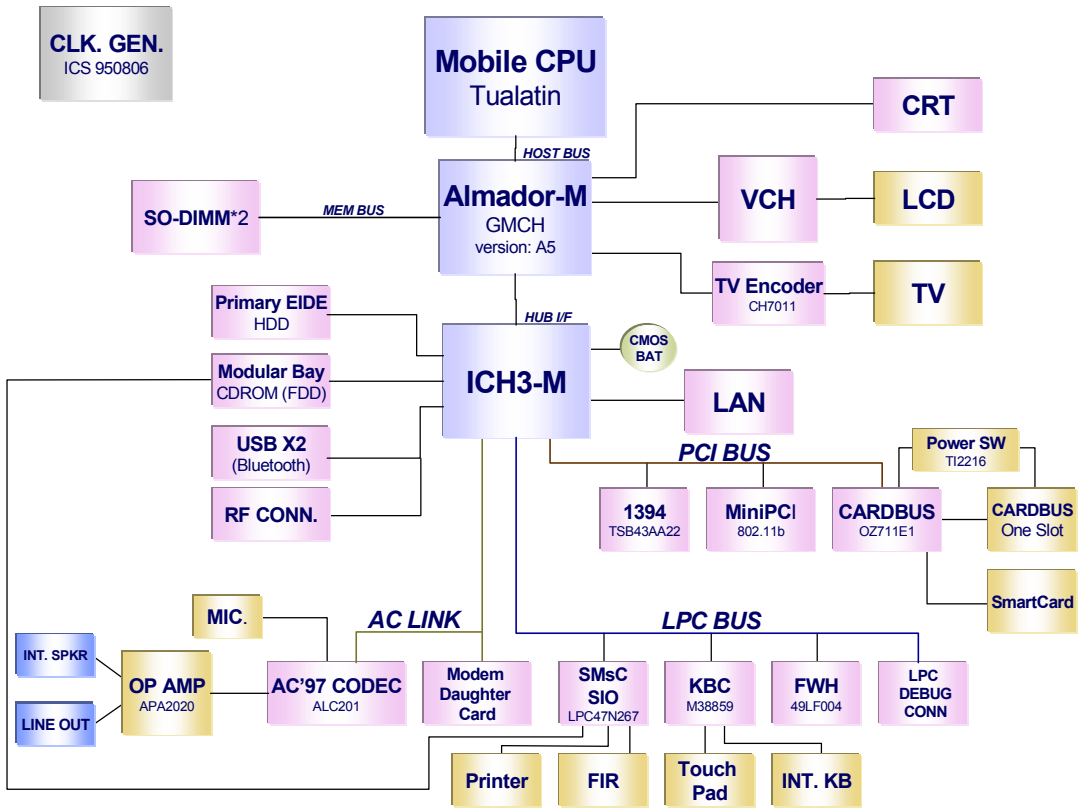 CLK. GEN.
ICS 950806
Mobile CPU
Tualatin
CRT
HOST BUS
Almador-M
GMCH
version: A5
VCH
LCD
SO-DIMM*2
MEM BUS
TV Encoder
CH7011
TV
Primary EIDE
HDD
HUB I/F
CMOS
BAT
ICH3-M
Modular Bay
CDROM (FDD)
LAN
USB X2
(Bluetooth)
PCI BUS
Power SW
TI2216
RF CONN.
1394
TSB43AA22
MiniPCI
802.11b
CARDBUS
OZ711E1
CARDBUS
One Slot
SmartCard
MIC.
AC LINK
LPC BUS
INT. SPKR
LINE OUT
OP AMP
APA2020
AC'97 CODEC
ALC201
Modem
Daughter
Card
SMsC
SIO
LPC47N267
KBC
M38859
FWH
49LF004
LPC
DEBUG
CONN
Printer
FIR
Touch
Pad
INT. KB